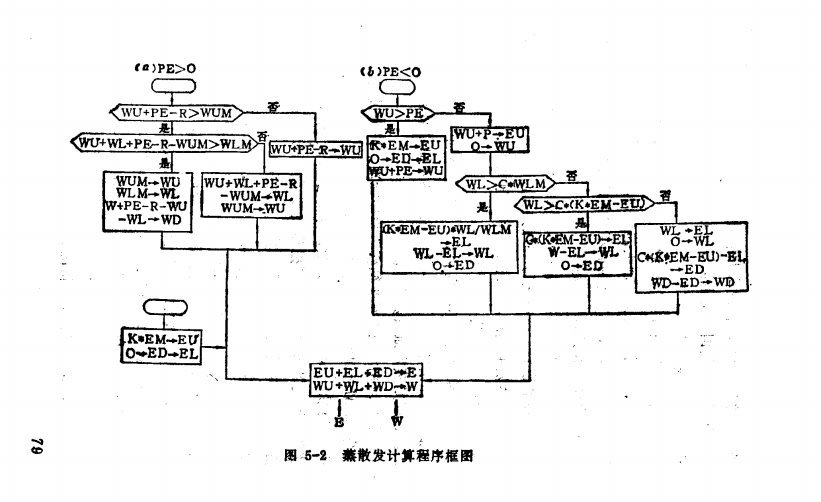 (a)PE>O
(b)PE<O
WU+PE-R>WUM
否
是
WU+WL+PE-R-WUM>WLM
否
是
WU+PE-R→WU
WUM→WU
WLM→WL
W+PE-R-WU
-WL→WD
WU+WL+PE-R
-WUM→WL
WUM→WU
WU>PE
否
是
K*EM→EU
O→ED→EL
WU+PE→WU
WU+P→EU
O→WU
WL>C*WLM
否
是
WL>C*(K*EM-EU)
否
是
(K*EM-EU)*WL/WLM
→EL
WL-EL→WL
O→ED
C*(K*EM-EU)→EL
W-EL→WL
O→ED
WL→EL
O→WL
C*(K*EM-EU)-EL
→ED
WD-ED→WD
K*EM→EU
O→ED→EL
EU+EL+ED→E
WU+WL+WD→W
E
W
图 5-2 蒸散发计算程序框图
79